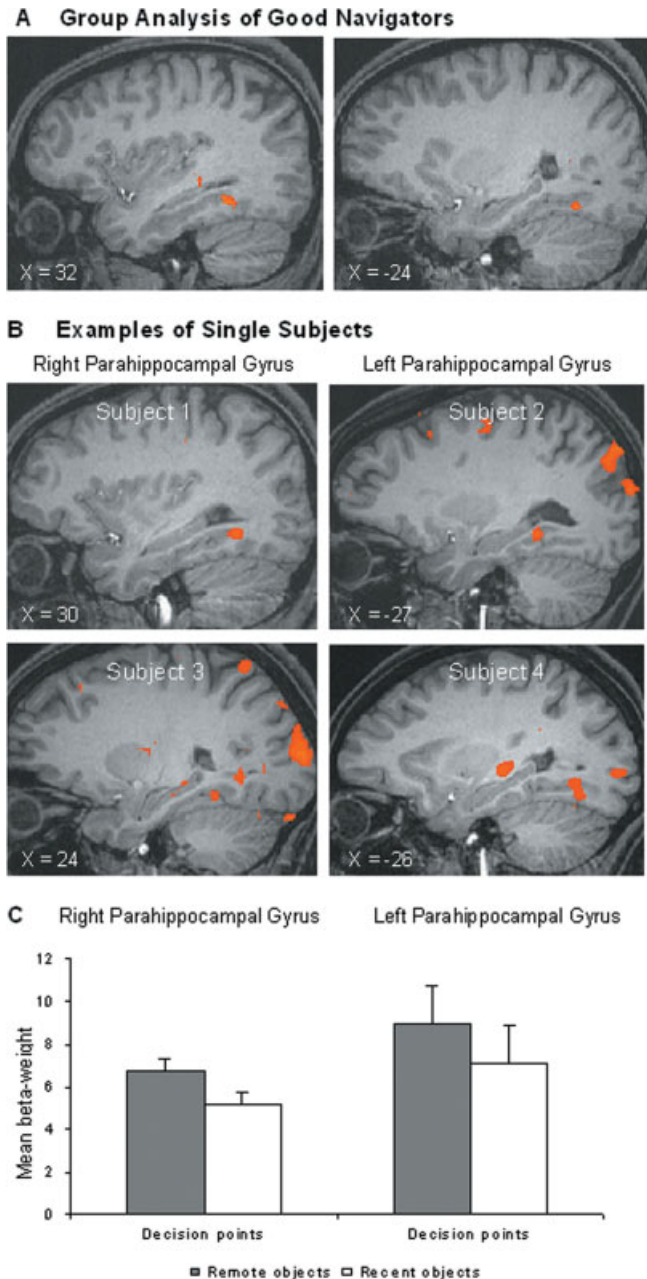 A Group Analysis of Good Navigators
X = 32
X = -24
B Examples of Single Subjects
Right Parahippocampal Gyrus
Left Parahippocampal Gyrus
Subject 1
X = 30
Subject 2
X = -27
Subject 3
X = 24
Subject 4
X = -26
C Right Parahippocampal Gyrus
Left Parahippocampal Gyrus
Mean beta-weight
12
10
8
6
4
2
0
Decision points
Decision points
Remote objects
Recent objects